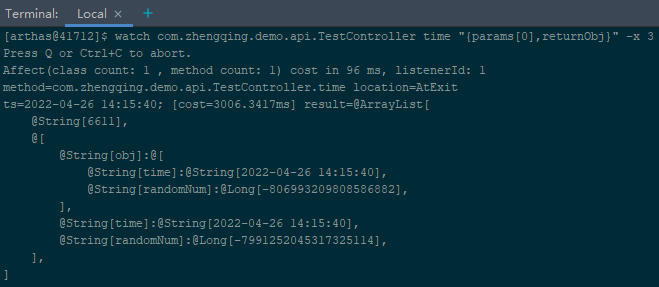 Terminal: Local × +
[arthas@41712]$ watch com.zhengqing.demo.api.TestController time "{params[0],returnObj}" -x 3
Press Q or Ctrl+C to abort.
Affect(class count: 1 , method count: 1) cost in 96 ms, listenerId: 1
method=com.zhengqing.demo.api.TestController.time location=AtExit
ts=2022-04-26 14:15:40; [cost=3006.3417ms] result=@ArrayList[
    @String[6611],
    @[
        @String[obj]:@[
            @String[time]:@String[2022-04-26 14:15:40],
            @String[randomNum]:@Long[-806993209808586882],
        ],
        @String[time]:@String[2022-04-26 14:15:40],
        @String[randomNum]:@Long[-7991252045317325114],
    ],
]